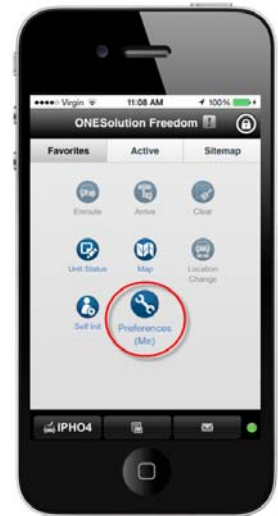 Virgin 11:08 AM 100%
ONESolution Freedom !
Favorites Active Sitemap
Enroute Arrive Clear
Unit Status Map Location Change
Self Init Preferences (Me)
IPHO4